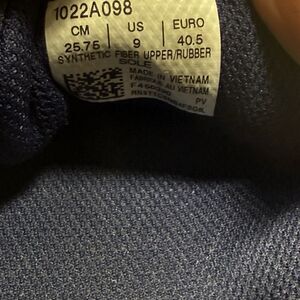 1022A098
CM US EURO
25.75 9 40.5
SYNTHETIC FIBER UPPER/RUBBER
SOLE
MADE IN VIETNAM
FABRIQUE AU VIETNAM
PV